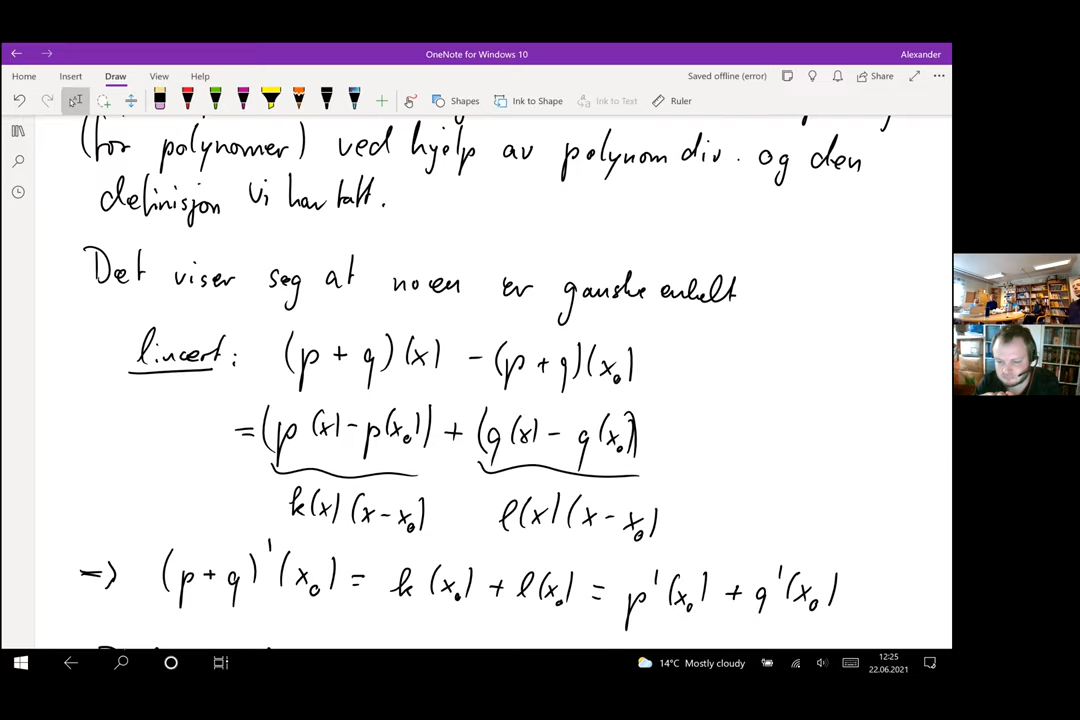 OneNote for Windows 10
Alexander
Home Insert Draw View Help
Saved offline (error)
Share
Shapes
Ink to Shape
Ink to Text
Ruler
(for polynomer) ved hjelp av polynomdiv. og den
definisjon vi har tatt.
Det viser seg at noen er ganske enkelt
lineært: (p + q)(x) - (p + q)(x₀)
= (p(x) - p(x₀)) + (q(x) - q(x₀))
k(x)(x - x₀) l(x)(x - x₀)
=> (p + q)'(x₀) = k(x₀) + l(x₀) = p'(x₀) + q'(x₀)
14°C Mostly cloudy
12:25
22.06.2021